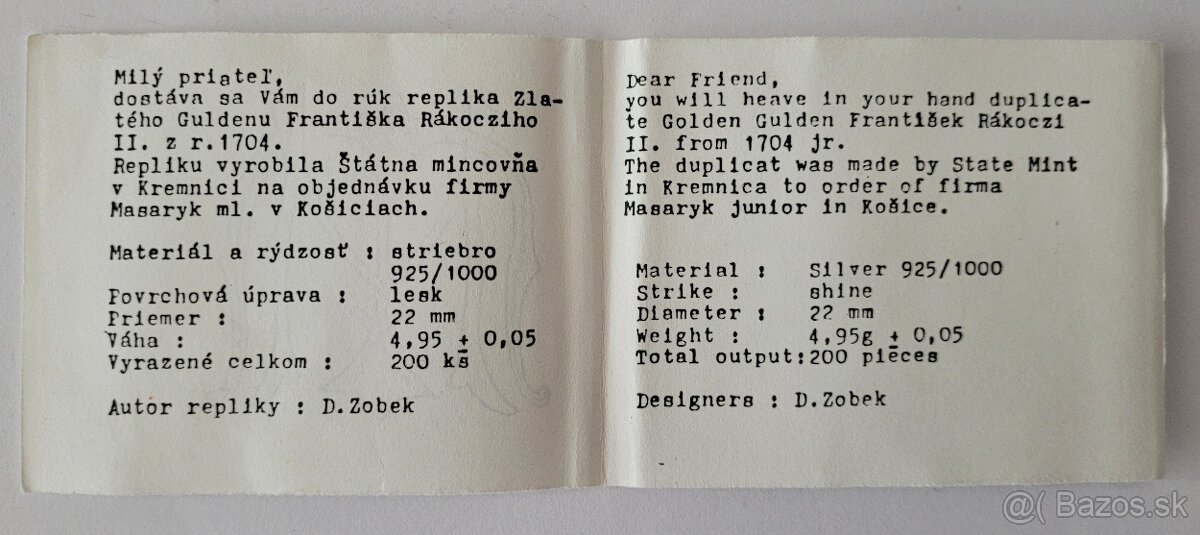 Milý priateľ,
dostáva sa Vám do rúk replika Zla-
tého Guldenu Františka Rákocziho
II. z r.1704.
Repliku vyrobila Štátna mincovňa
v Kremnici na objednávku firmy
Masaryk ml. v Košiciach.
Materiál a rýdzosť : striebro
925/1000
Povrchová úprava : lesk
Priemer : 22 mm
Váha : 4,95 ± 0,05
Vyrazené celkom : 200 kš
Autor repliky : D.Zobek
Dear Friend,
you will heave in your hand duplica-
te Golden Gulden František Rákoczi
II. from 1704 jr.
The duplicat was made by State Mint
in Kremnica to order of firma
Masaryk junior in Košice.
Material : Silver 925/1000
Strike : shine
Diameter : 22 mm
Weight : 4,95g ± 0,05
Total output:200 pieces
Designers : D.Zobek
@( Bazos.sk